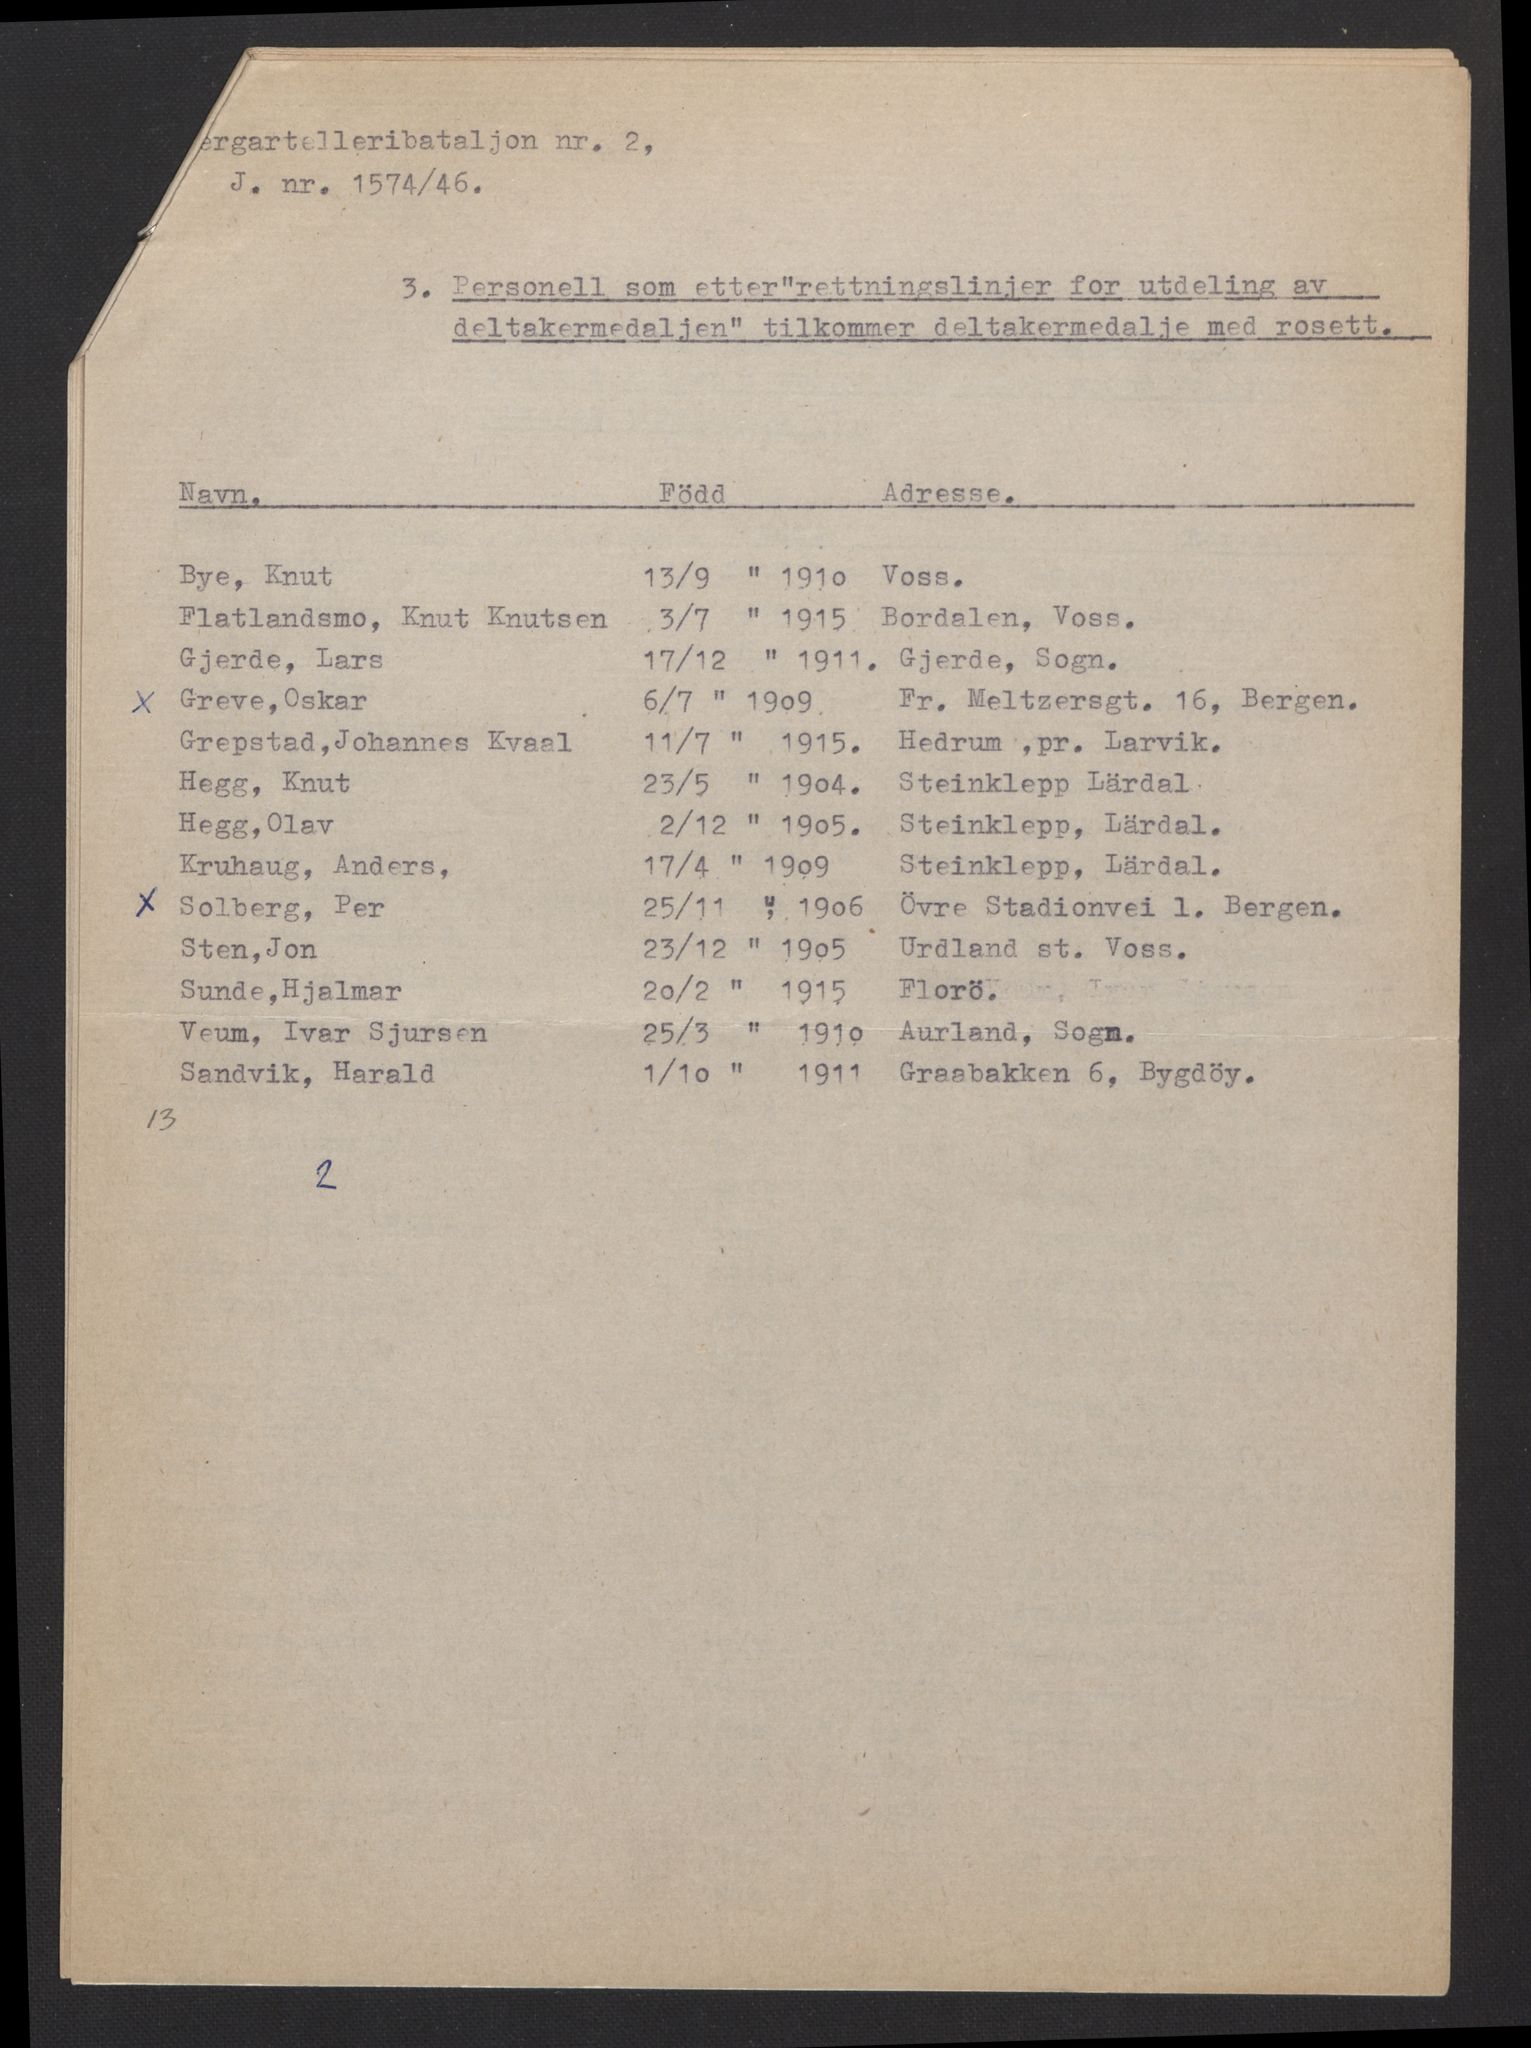 ergartelleribataljon nr. 2,
J. nr. 1574/46.
3. Personell som etter"rettningslinjer for utdeling av
deltakermedaljen" tilkommer deltakermedalje med rosett.
Navn. Född Adresse.
Bye, Knut 13/9 " 191o Voss.
Flatlandsmo, Knut Knutsen 3/7 " 1915 Bordalen, Voss.
Gjerde, Lars 17/12 " 1911. Gjerde, Sogn.
X Greve,Oskar 6/7 " 19o9 Fr. Meltzersgt. 16, Bergen.
Grepstad,Johannes Kvaal 11/7 " 1915. Hedrum ,pr. Larvik.
Hegg, Knut 23/5 " 19o4. Steinklepp Lärdal
Hegg,Olav 2/12 " 19o5. Steinklepp, Lärdal.
Kruhaug, Anders, 17/4 " 19o9 Steinklepp, Lärdal.
X Solberg, Per 25/11 " 19o6 Övre Stadionvei 1. Bergen.
Sten,Jon 23/12 " 19o5 Urdland st. Voss.
Sunde,Hjalmar 2o/2 " 1915 Florö.
Veum, Ivar Sjursen 25/3 " 191o Aurland, Sogn.
Sandvik, Harald 1/1o " 1911 Graabakken 6, Bygdöy.
13
2